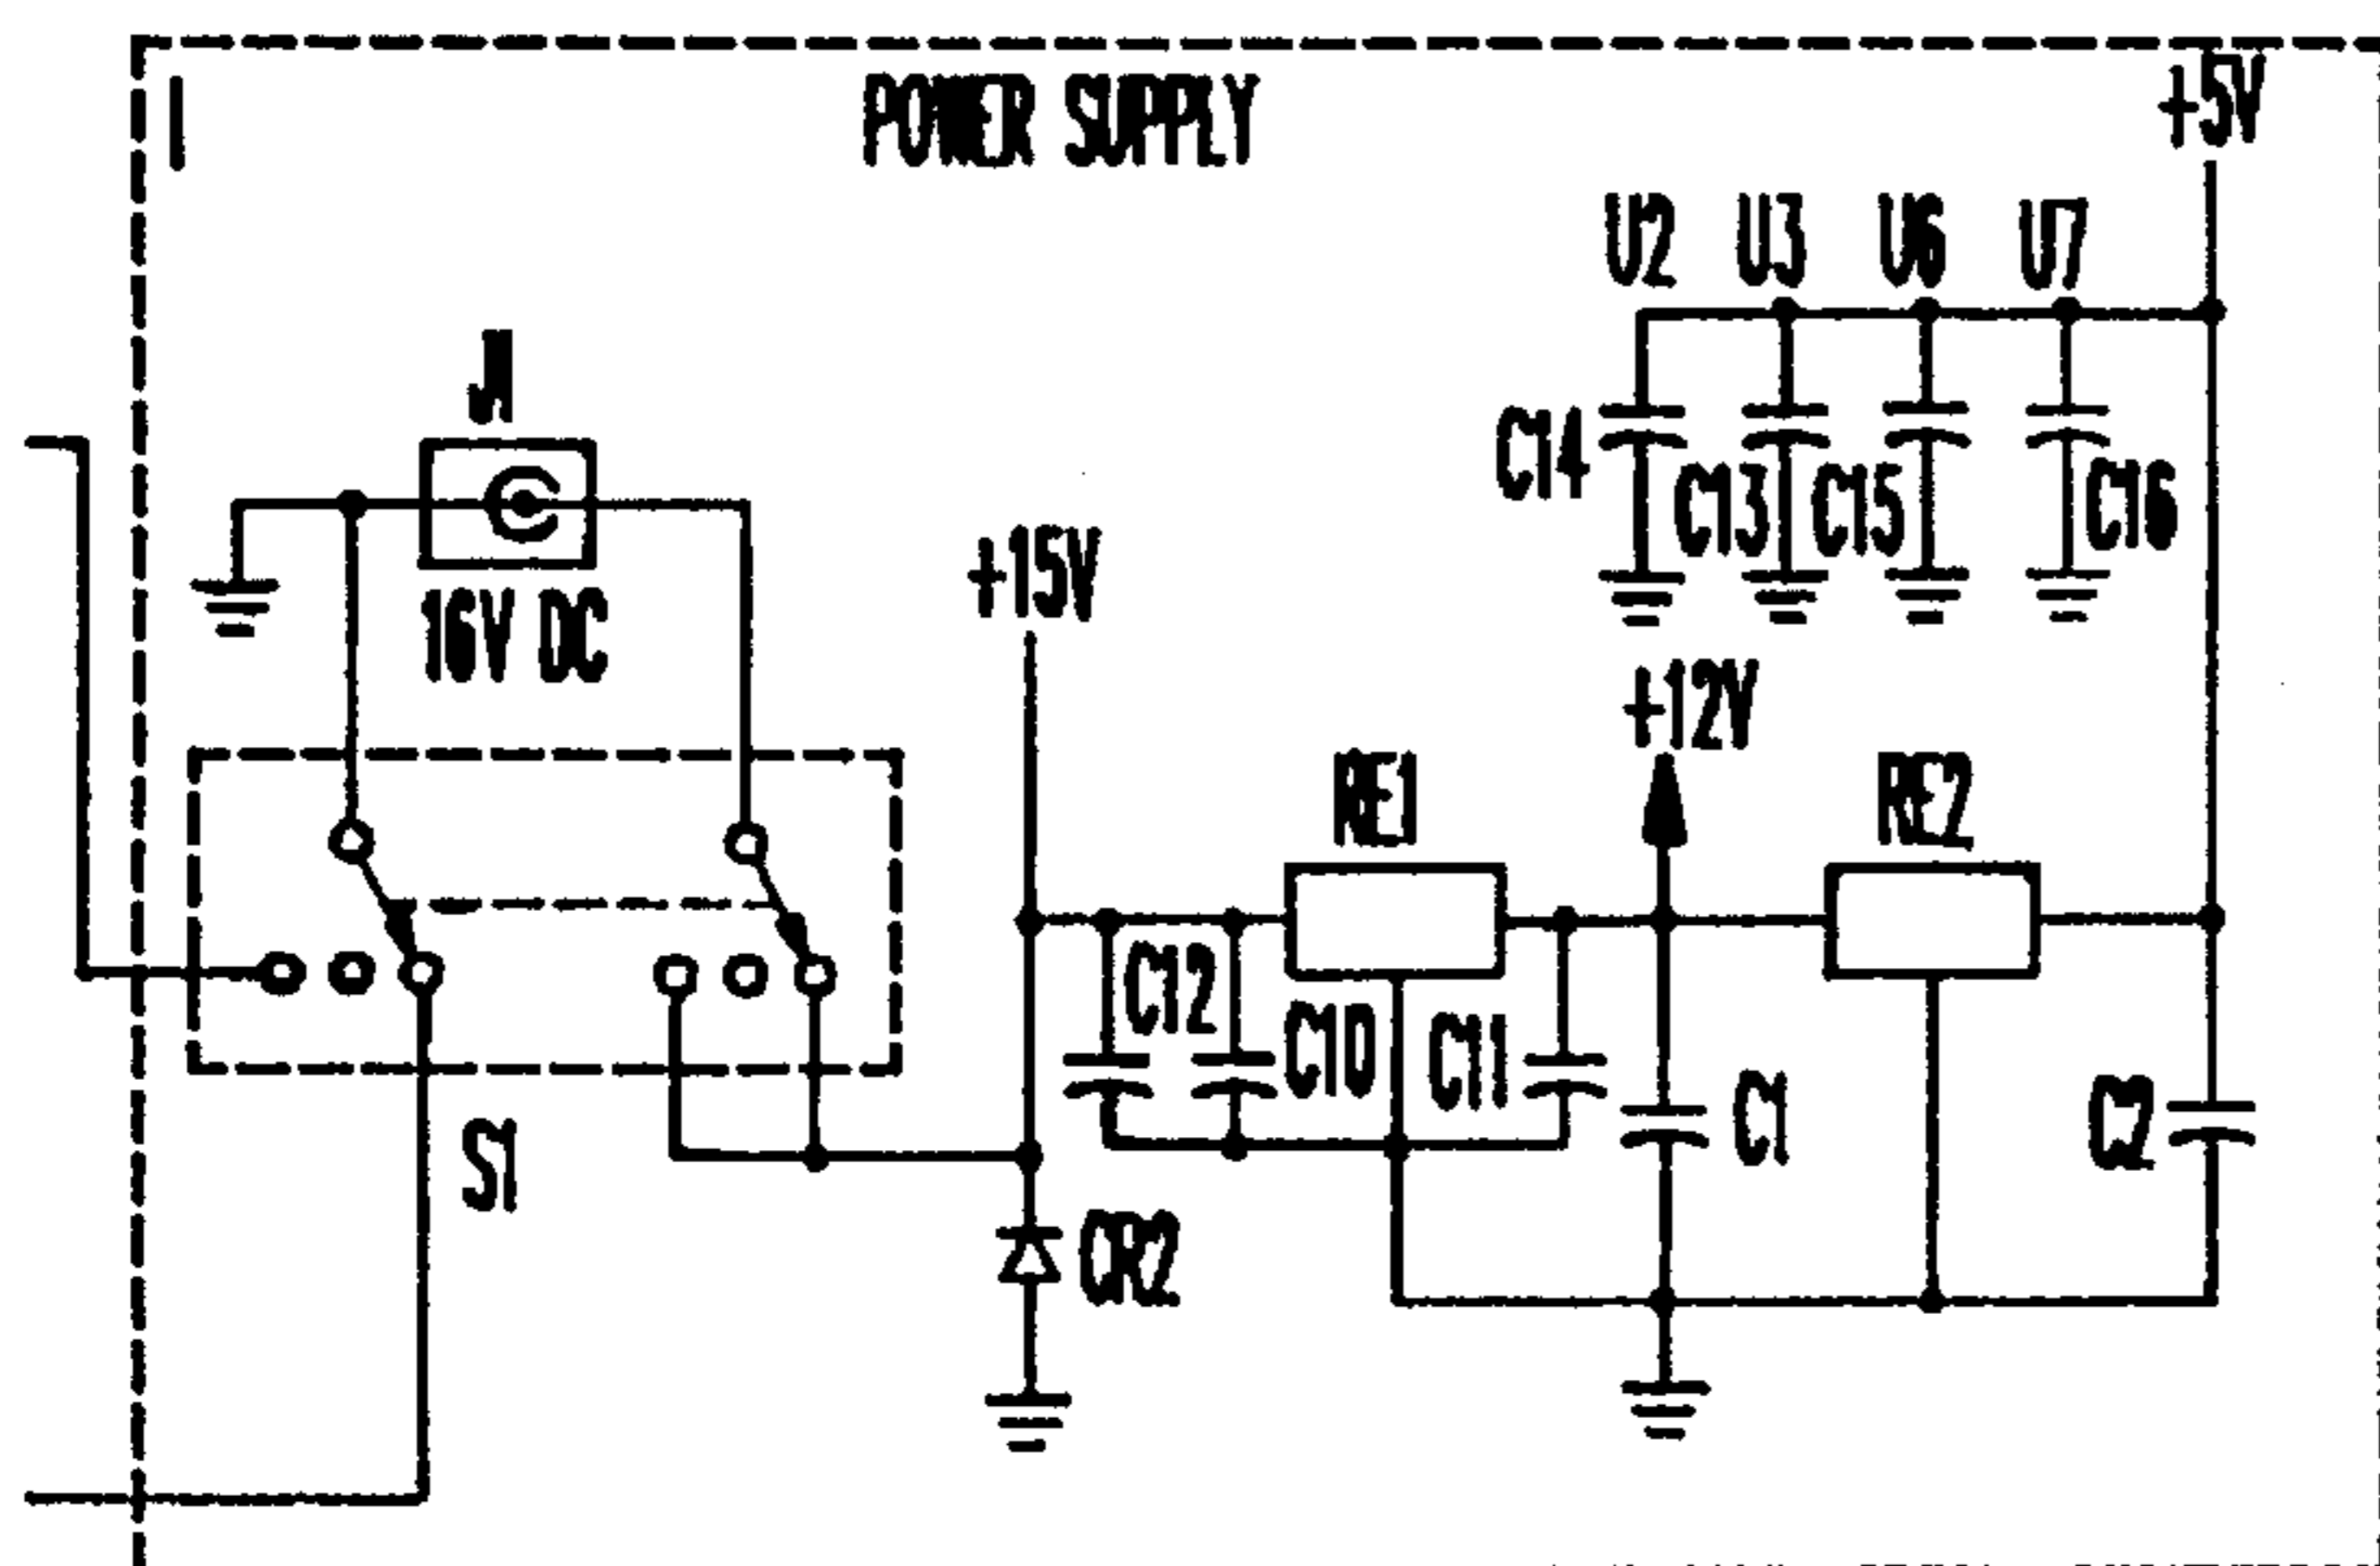 POWER SUPPLY
+5V
U2 U3 U6 U7
J1
C14
C13 C15 C16
+15V
16V DC
+12V
RE1 RE2
C12
C10 C11
C1 C2
S1
CR2